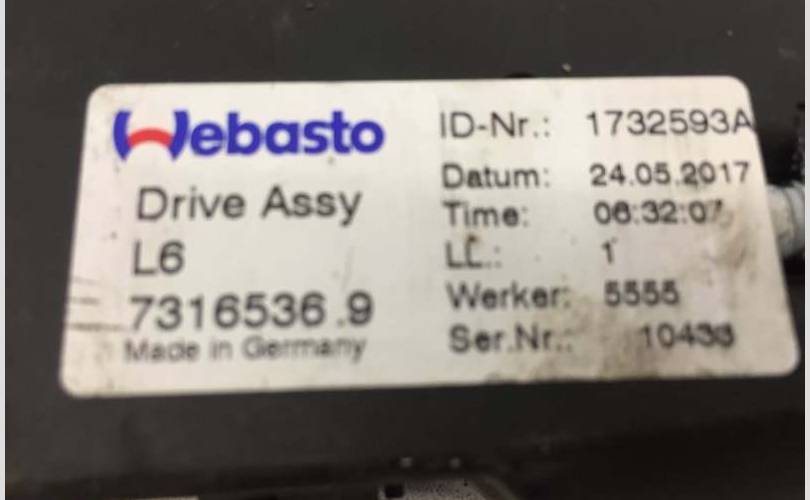 Webasto
Drive Assy
L6
7316536.9
Made in Germany
ID-Nr.: 1732593A
Datum: 24.05.2017
Time: 06:32:07
LL.: 1
Werker: 5555
Ser.Nr.: